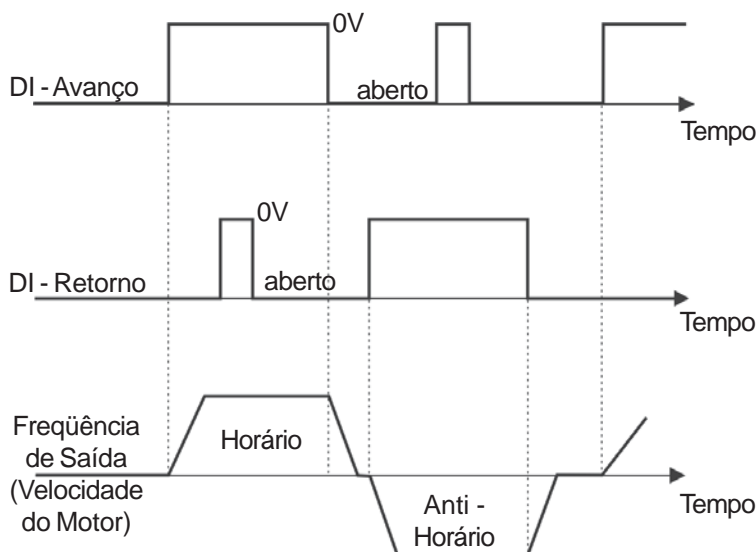 0V
DI - Avanço
aberto
Tempo
0V
DI - Retorno
aberto
Tempo
Freqüência
de Saída
(Velocidade
do Motor)
Horário
Anti -
Horário
Tempo